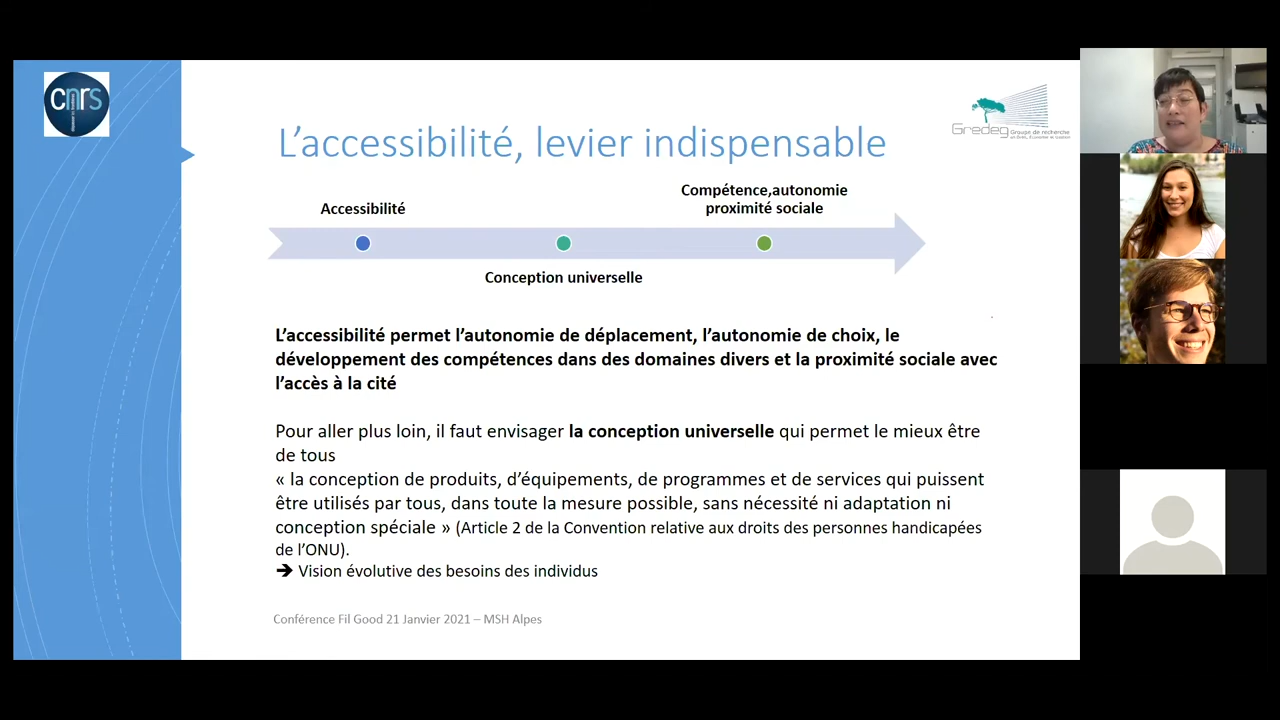 cnrs
L'accessibilité, levier indispensable
Gredeg Groupe de recherche
Compétence,autonomie
proximité sociale
Accessibilité
Conception universelle
L'accessibilité permet l'autonomie de déplacement, l'autonomie de choix, le
développement des compétences dans des domaines divers et la proximité sociale avec
l'accès à la cité
Pour aller plus loin, il faut envisager la conception universelle qui permet le mieux être
de tous
« la conception de produits, d'équipements, de programmes et de services qui puissent
être utilisés par tous, dans toute la mesure possible, sans nécessité ni adaptation ni
conception spéciale » (Article 2 de la Convention relative aux droits des personnes handicapées
de l'ONU).
➔ Vision évolutive des besoins des individus
Conférence Fil Good 21 Janvier 2021 – MSH Alpes